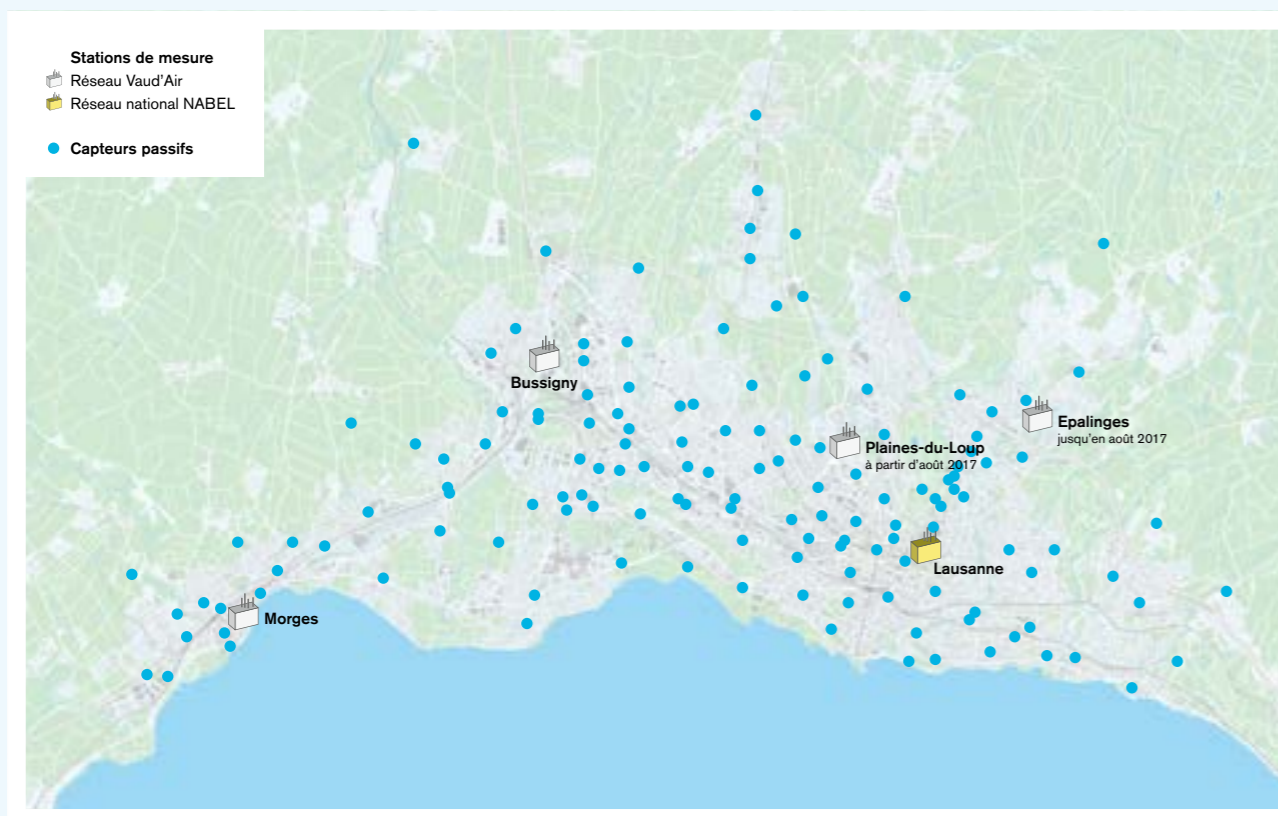 Stations de mesure
Réseau Vaud'Air
Réseau national NABEL
Capteurs passifs
Bussigny
Epalinges
jusqu'en août 2017
Plaines-du-Loup
à partir d'août 2017
Lausanne
Morges